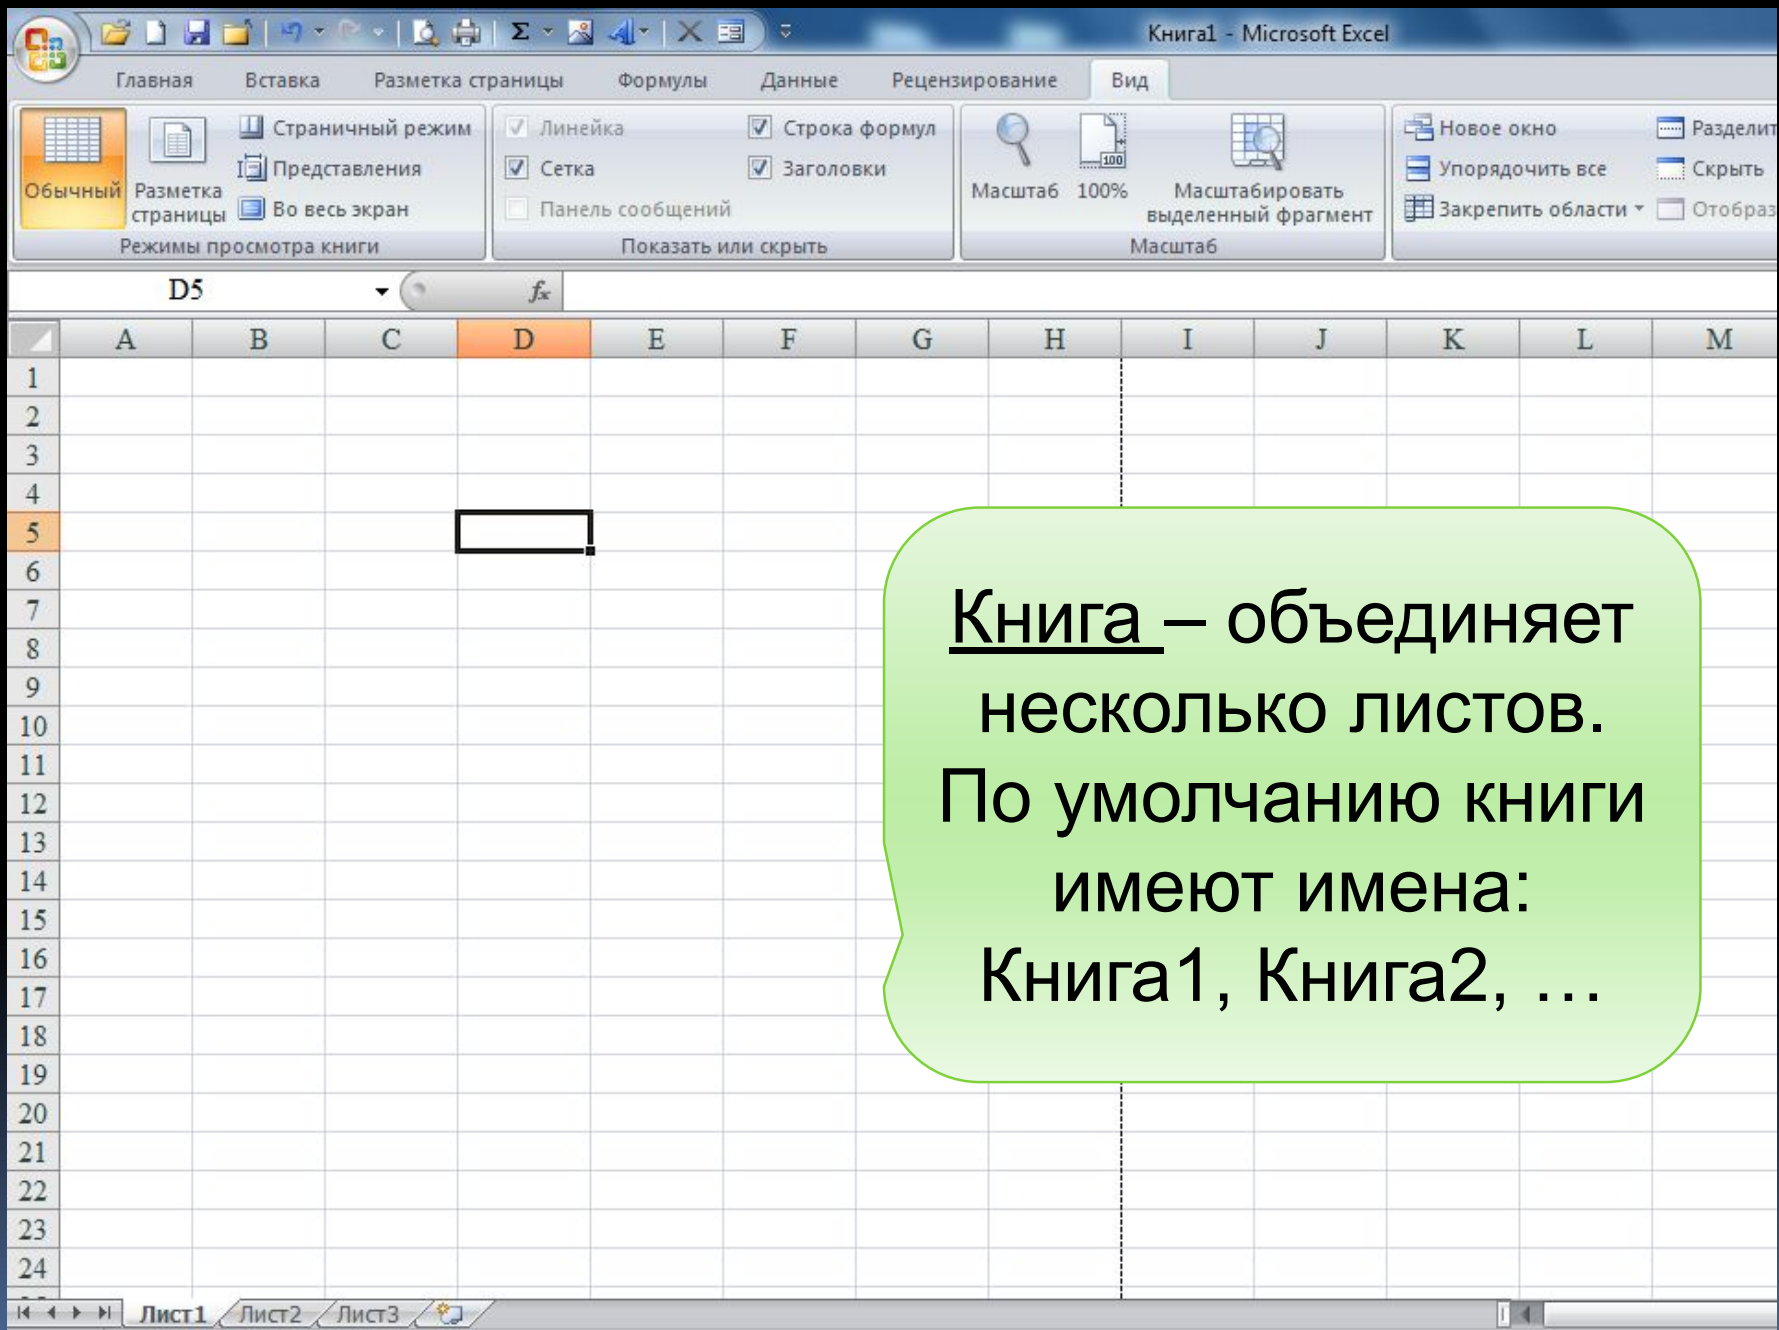 Книга1 - Microsoft Excel
Главная Вставка Разметка страницы Формулы Данные Рецензирование Вид
Обычный
Разметка страницы
Страничный режим
Представления
Во весь экран
Режимы просмотра книги
Линейка
Сетка
Панель сообщений
Строка формул
Заголовки
Показать или скрыть
Масштаб
100
100%
Масштабировать
выделенный фрагмент
Масштаб
Новое окно
Упорядочить все
Закрепить области
Разделит
Скрыть
Отобраз
D5 fx
A B C D E F G H I J K L M
1
2
3
4
5
6
7
8
9
10
11
12
13
14
15
16
17
18
19
20
21
22
23
24
Книга – объединяет
несколько листов.
По умолчанию книги
имеют имена:
Книга1, Книга2, …
Лист1 Лист2 Лист3